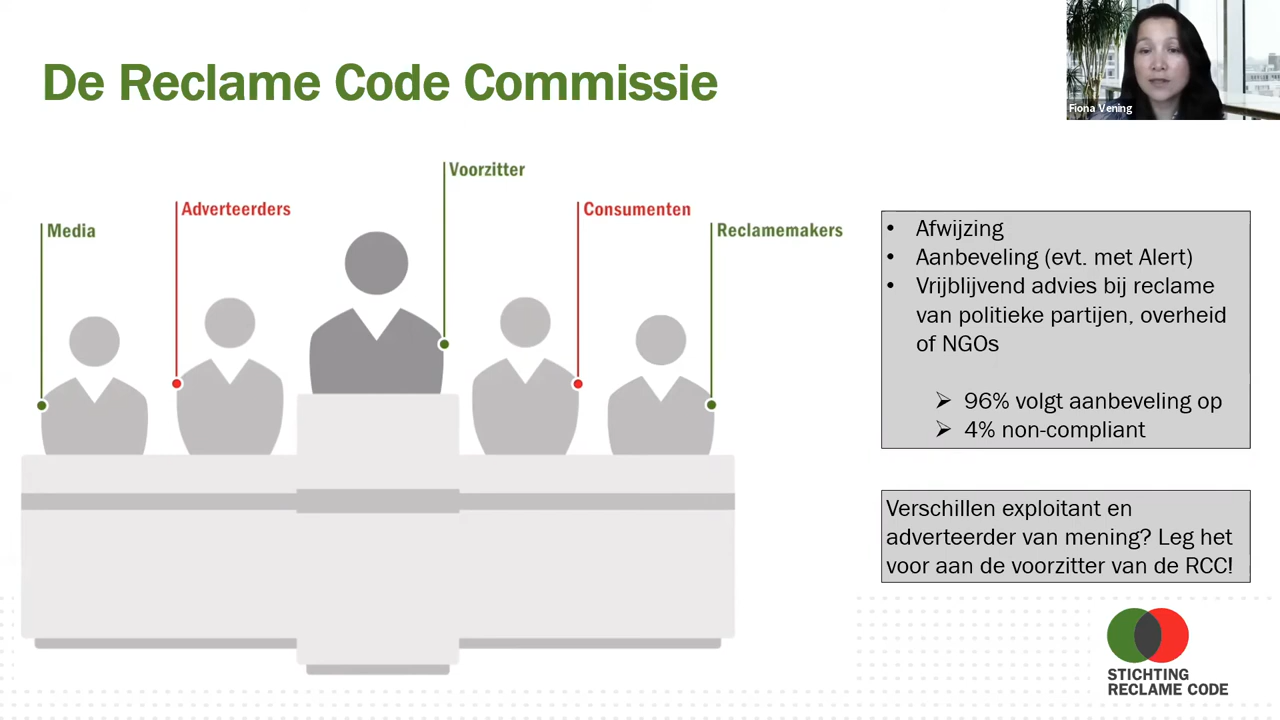 De Reclame Code Commissie
Fiona Vening
Voorzitter
Adverteerders
Consumenten
Media
Reclamemakers
• Afwijzing
• Aanbeveling (evt. met Alert)
• Vrijblijvend advies bij reclame
van politieke partijen, overheid
of NGOs
➢ 96% volgt aanbeveling op
➢ 4% non-compliant
Verschillen exploitant en
adverteerder van mening? Leg het
voor aan de voorzitter van de RCC!
STICHTING
RECLAME CODE